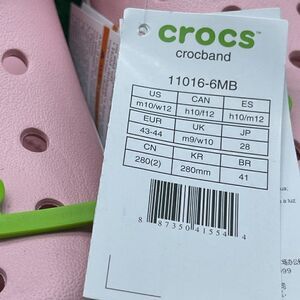 crocs™
crocband
11016-6MB
US CAN ES
m10/w12 h10/f12 h10/m12
EUR UK JP
43-44 m9/w10 28
CN KR BR
280(2) 280mm 41
8 87350 41554 4